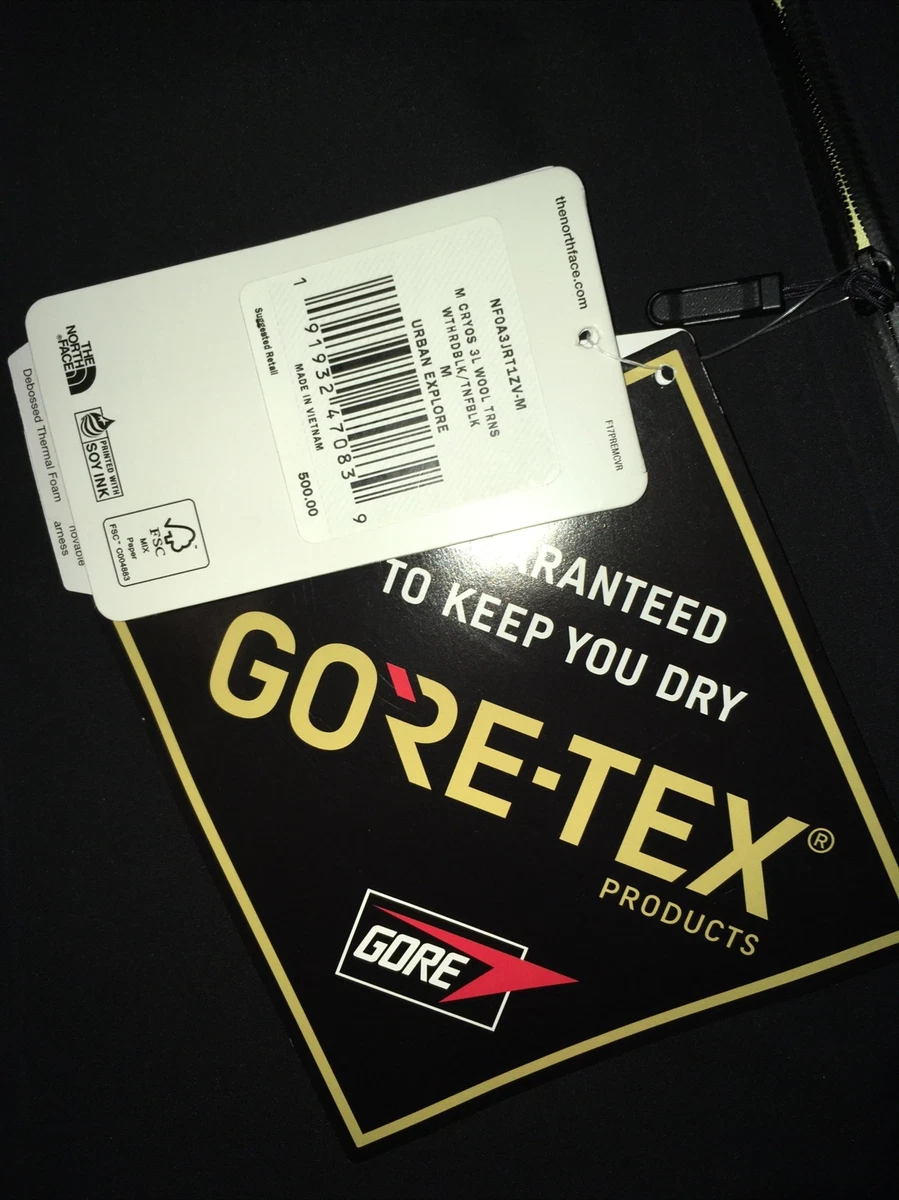 thenorthface.com
NF0A3JRT1ZV-M
M CRYOS 3L WOOL TRNS
WTHRDBLK/TNFBLK
M
URBAN EXPLORE
1 91932 47083 9
MADE IN VIETNAM
Suggested Retail
500.00
F17PREMCVR
THE
NORTH
FACE
PRINTED WITH
SOY INK
FSC
MIX
Paper
FSC™ C004883
Debossed Thermal Foam
TO KEEP YOU DRY
GORE-TEX®
PRODUCTS
GORE